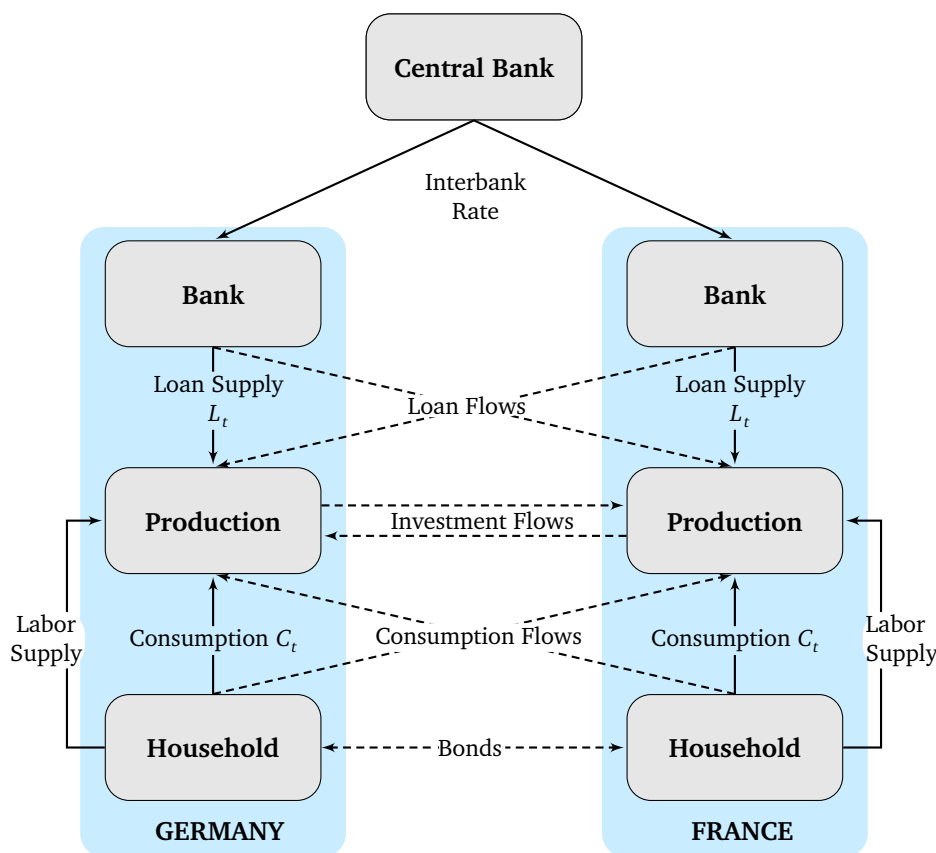 Central Bank
Interbank
Rate
Bank
Bank
Loan Supply
L_t
Loan Flows
Loan Supply
L_t
Production
Investment Flows
Production
Labor
Supply
Consumption C_t
Consumption Flows
Consumption C_t
Labor
Supply
Household
Bonds
Household
GERMANY
FRANCE